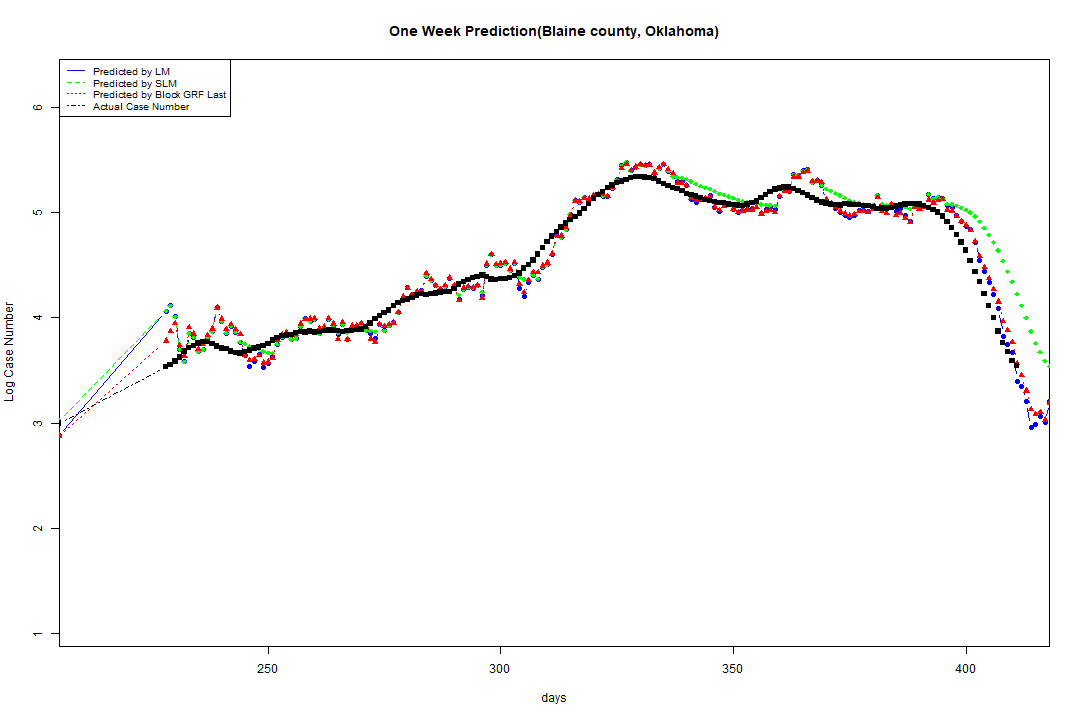 One Week Prediction(Blaine county, Oklahoma)
Predicted by LM
Predicted by SLM
Predicted by Block GRF Last
Actual Case Number
Log Case Number
6
5
4
3
2
1
250
300
350
400
days